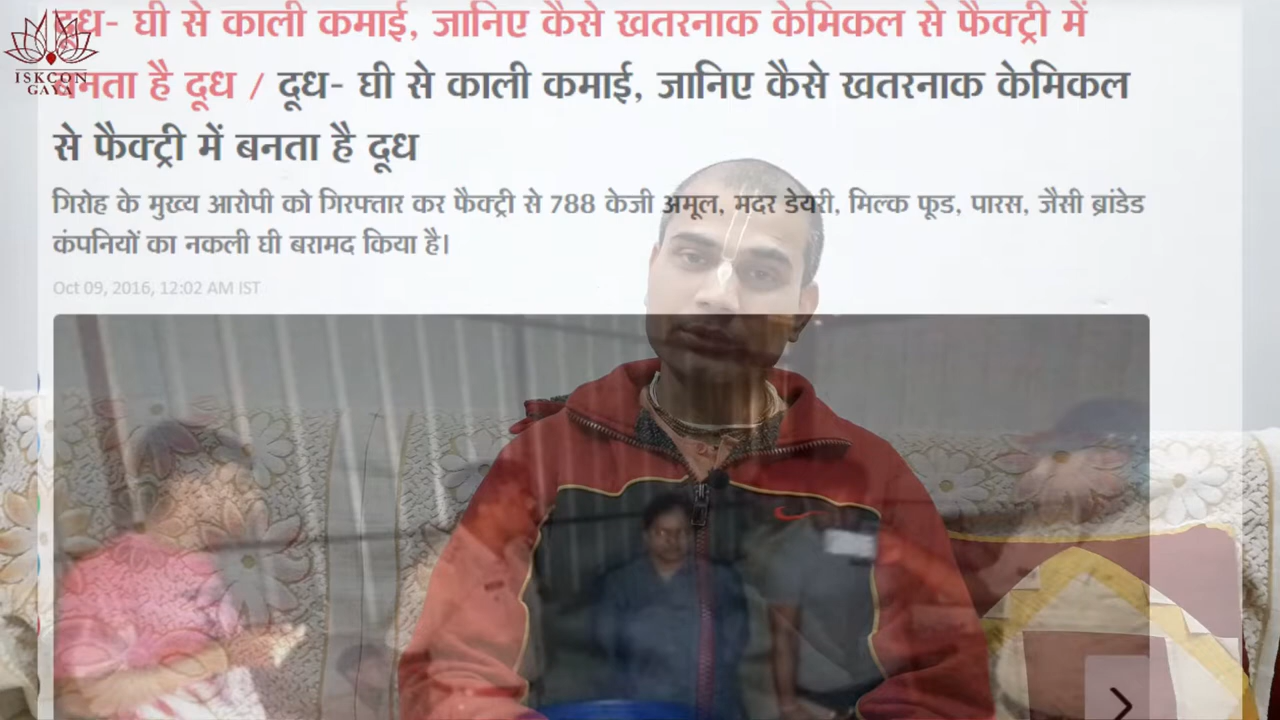 दूध- घी से काली कमाई, जानिए कैसे खतरनाक केमिकल से फैक्ट्री में
ISKCON
GAYA
बनता है दूध / दूध- घी से काली कमाई, जानिए कैसे खतरनाक केमिकल
से फैक्ट्री में बनता है दूध
गिरोह के मुख्य आरोपी को गिरफ्तार कर फैक्ट्री से 788 केजी अमूल, मदर डेयरी, मिल्क फूड, पारस, जैसी ब्रांडेड
कंपनियों का नकली घी बरामद किया है।
Oct 09, 2016, 12:02 AM IST